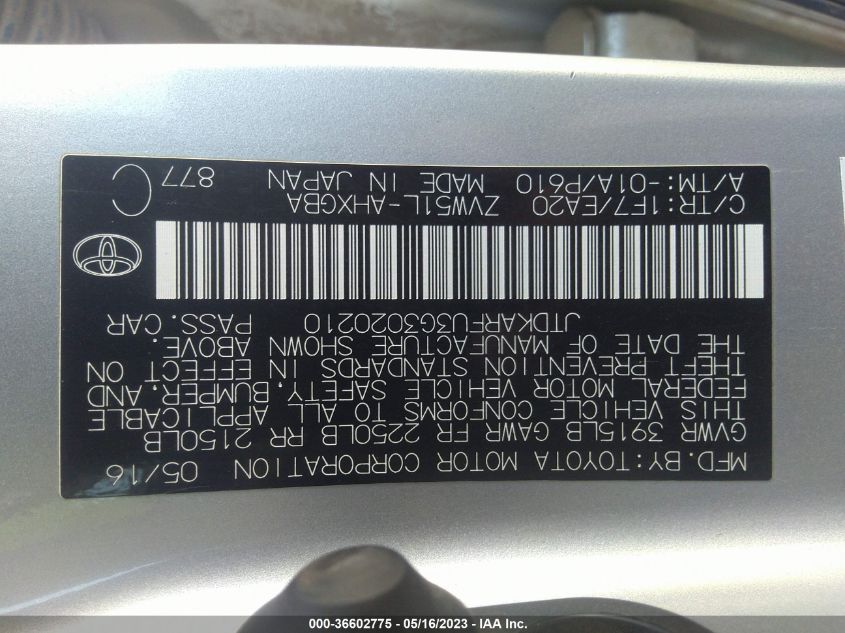 MFD.BY:TOYOTA MOTOR CORPORATION 05/16
GVWR 3915LB GAWR FR 2250LB RR 2150LB
THIS VEHICLE CONFORMS TO ALL APPLICABLE
FEDERAL MOTOR VEHICLE SAFETY, BUMPER, AND
THEFT PREVENTION STANDARDS IN EFFECT ON
THE DATE OF MANUFACTURE SHOWN ABOVE.
JTDKARFU3G3020210 PASS.CAR
C/TR:1F7/EA20 ZVW51L-AHXGBA
A/TM:-01A/P610 MADE IN JAPAN 877 C
000-36602775 - 05/16/2023 - IAA Inc.